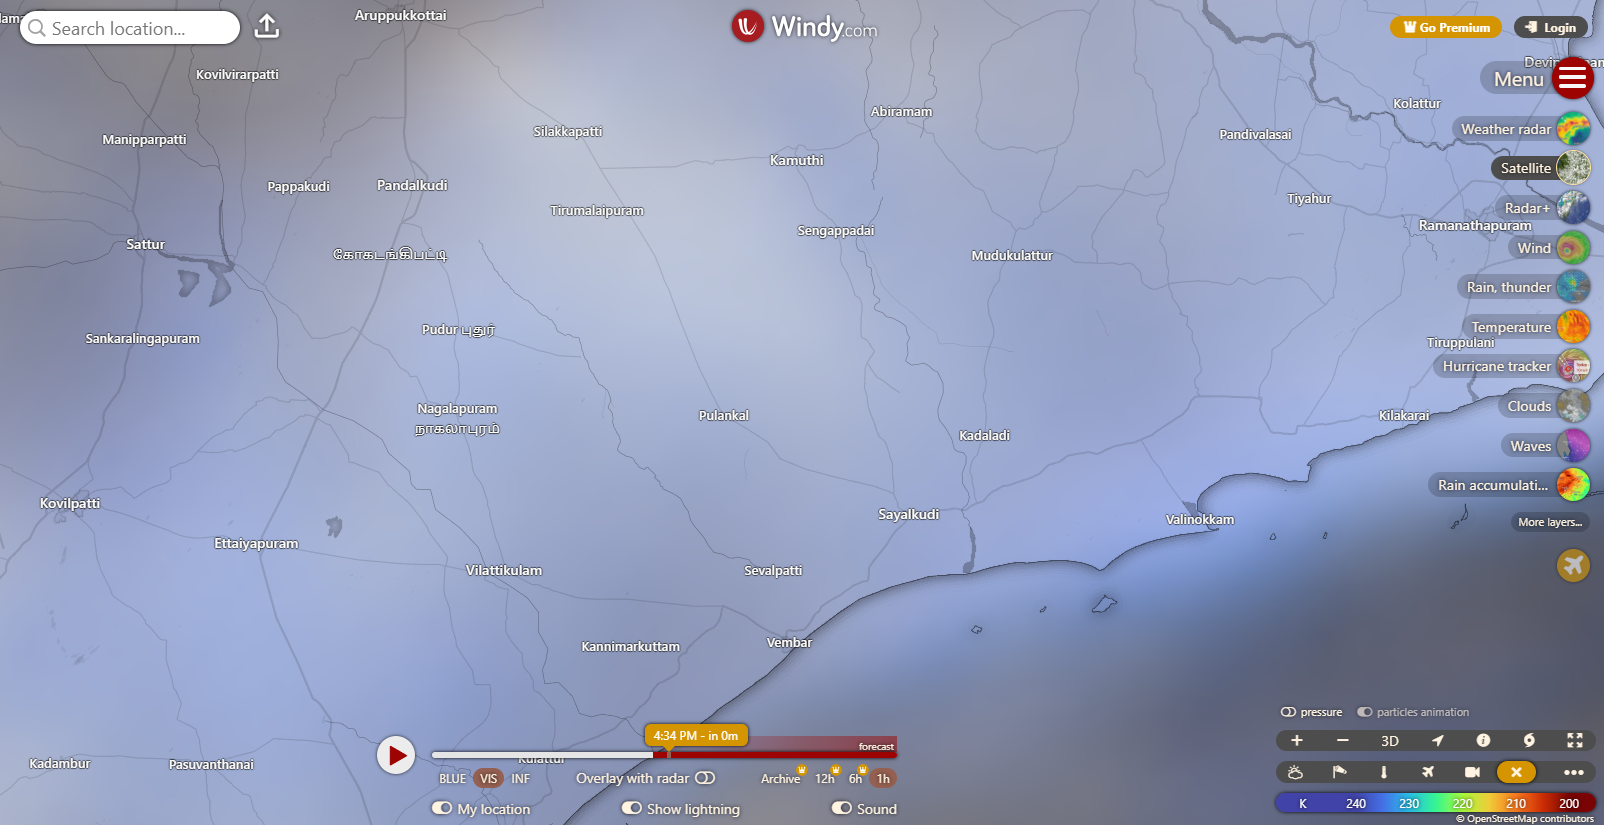 Aruppukkottai
Search location...
Windy.com
Go Premium
Login
Menu
Kovilvirarpatti
Kolattur
Abiramam
Silakkapatti
Weather radar
Pandivalasai
Manipparpatti
Kamuthi
Satellite
Pappakudi
Pandalkudi
Tiyahur
Radar+
Tirumalaipuram
Ramanathapuram
Sengappadai
Sattur
Wind
கோகடங்கிபட்டி
Mudukulattur
Rain, thunder
Pudur புதுர்
Temperature
Sankaralingapuram
Tiruppulani
Hurricane tracker
Nagalapuram
நாகலாபுரம்
Clouds
Pulankal
Kilakarai
Kadaladi
Waves
Rain accumulati...
Kovilpatti
Sayalkudi
Valinokkam
More layers...
Ettaiyapuram
Vilattikulam
Sevalpatti
Kannimarkuttam
Vembar
pressure
particles animation
4:34 PM - in 0m
forecast
3D
Kadambur
Pasuvanthanai
Kulattur
BLUE VIS INF
Overlay with radar
Archive 12h 6h 1h
My location
Show lightning
Sound
K 240 230 220 210 200
© OpenStreetMap contributors